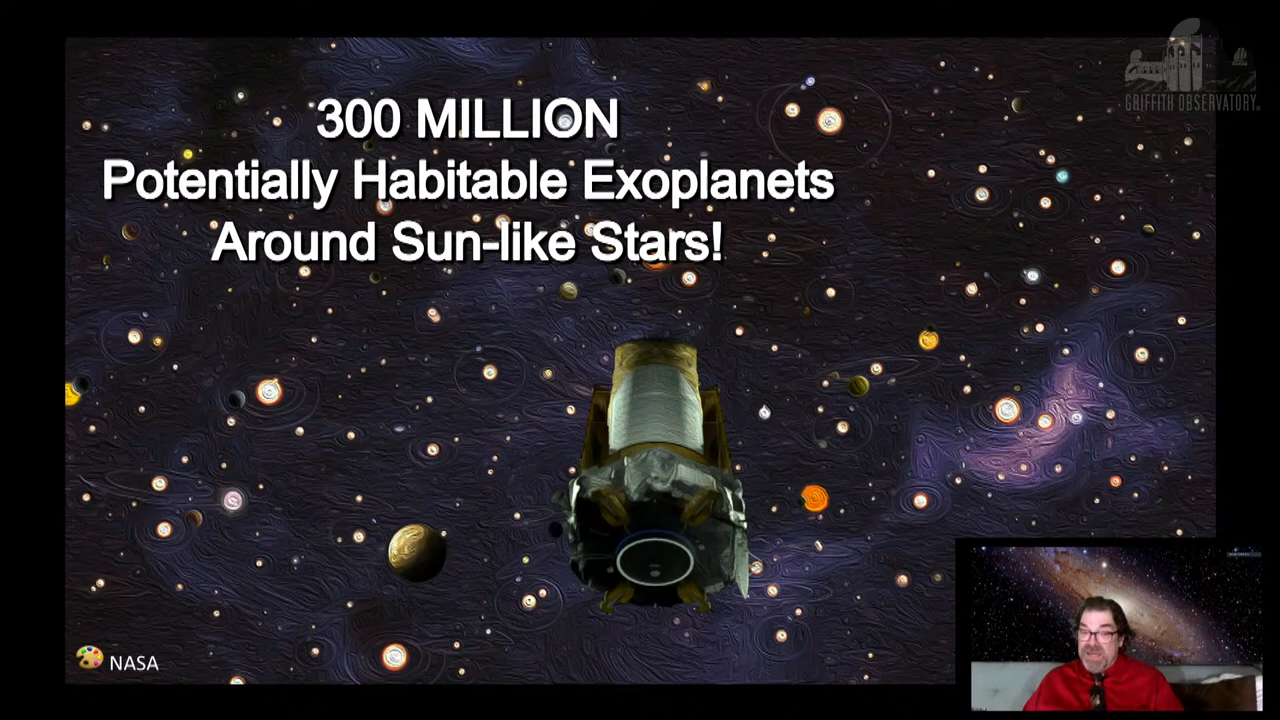 300 MILLION
Potentially Habitable Exoplanets
Around Sun-like Stars!
GRIFFITH OBSERVATORY
NASA